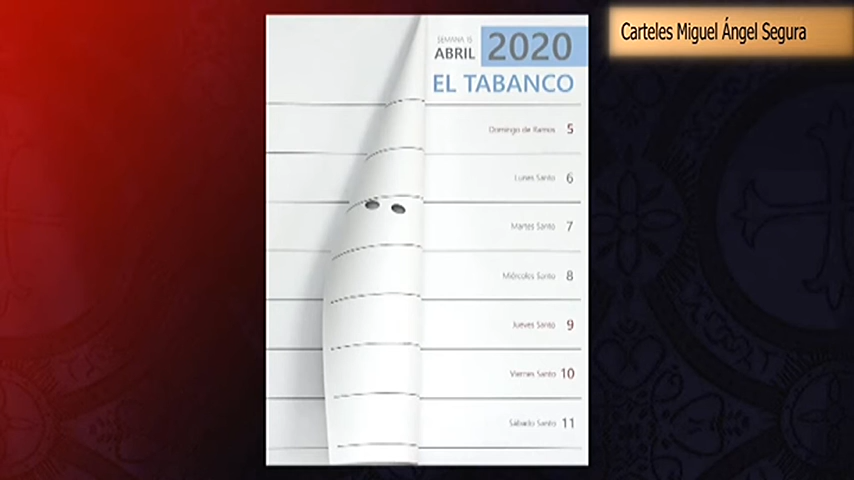 Carteles Miguel Ángel Segura
SEMANA 15
ABRIL 2020
EL TABANCO
Domingo de Ramos 5
Lunes Santo 6
Martes Santo 7
Miércoles Santo 8
Jueves Santo 9
Viernes Santo 10
Sábado Santo 11